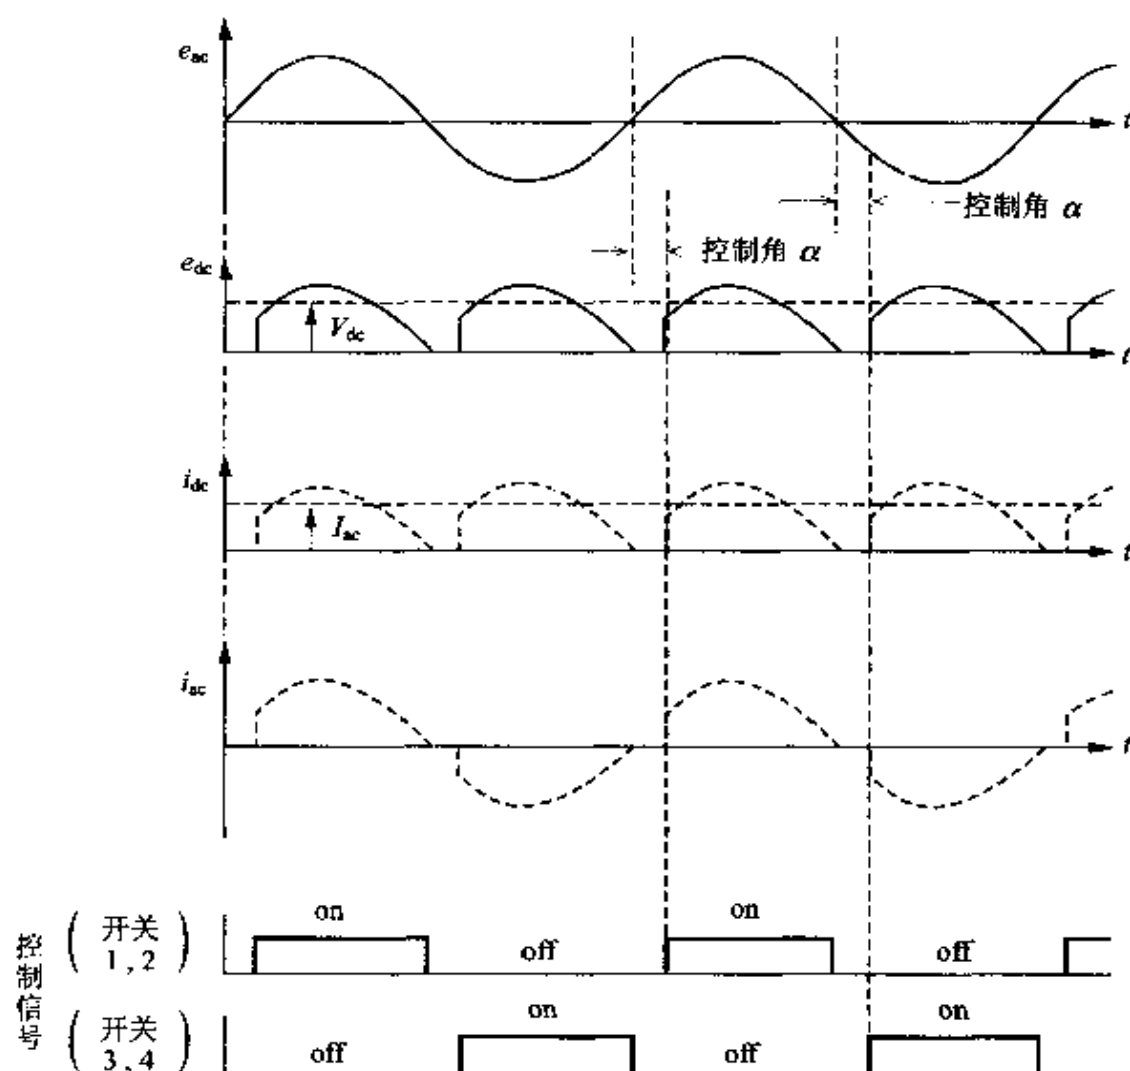 e_ac
t
控制角 α
控制角 α
e_dc
V_dc
t
i_dc
I_ac
t
i_ac
t
控制信号
(开关 1,2)
on
off
on
off
(开关 3,4)
off
on
off
on